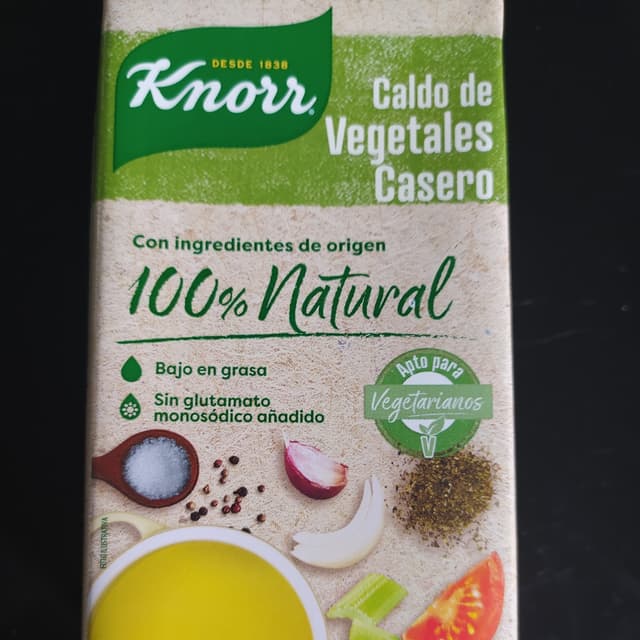 DESDE 1838
Knorr
Caldo de
Vegetales
Casero
Con ingredientes de origen
100% Natural
Bajo en grasa
Sin glutamato
monosódico añadido
Apto para
Vegetarianos